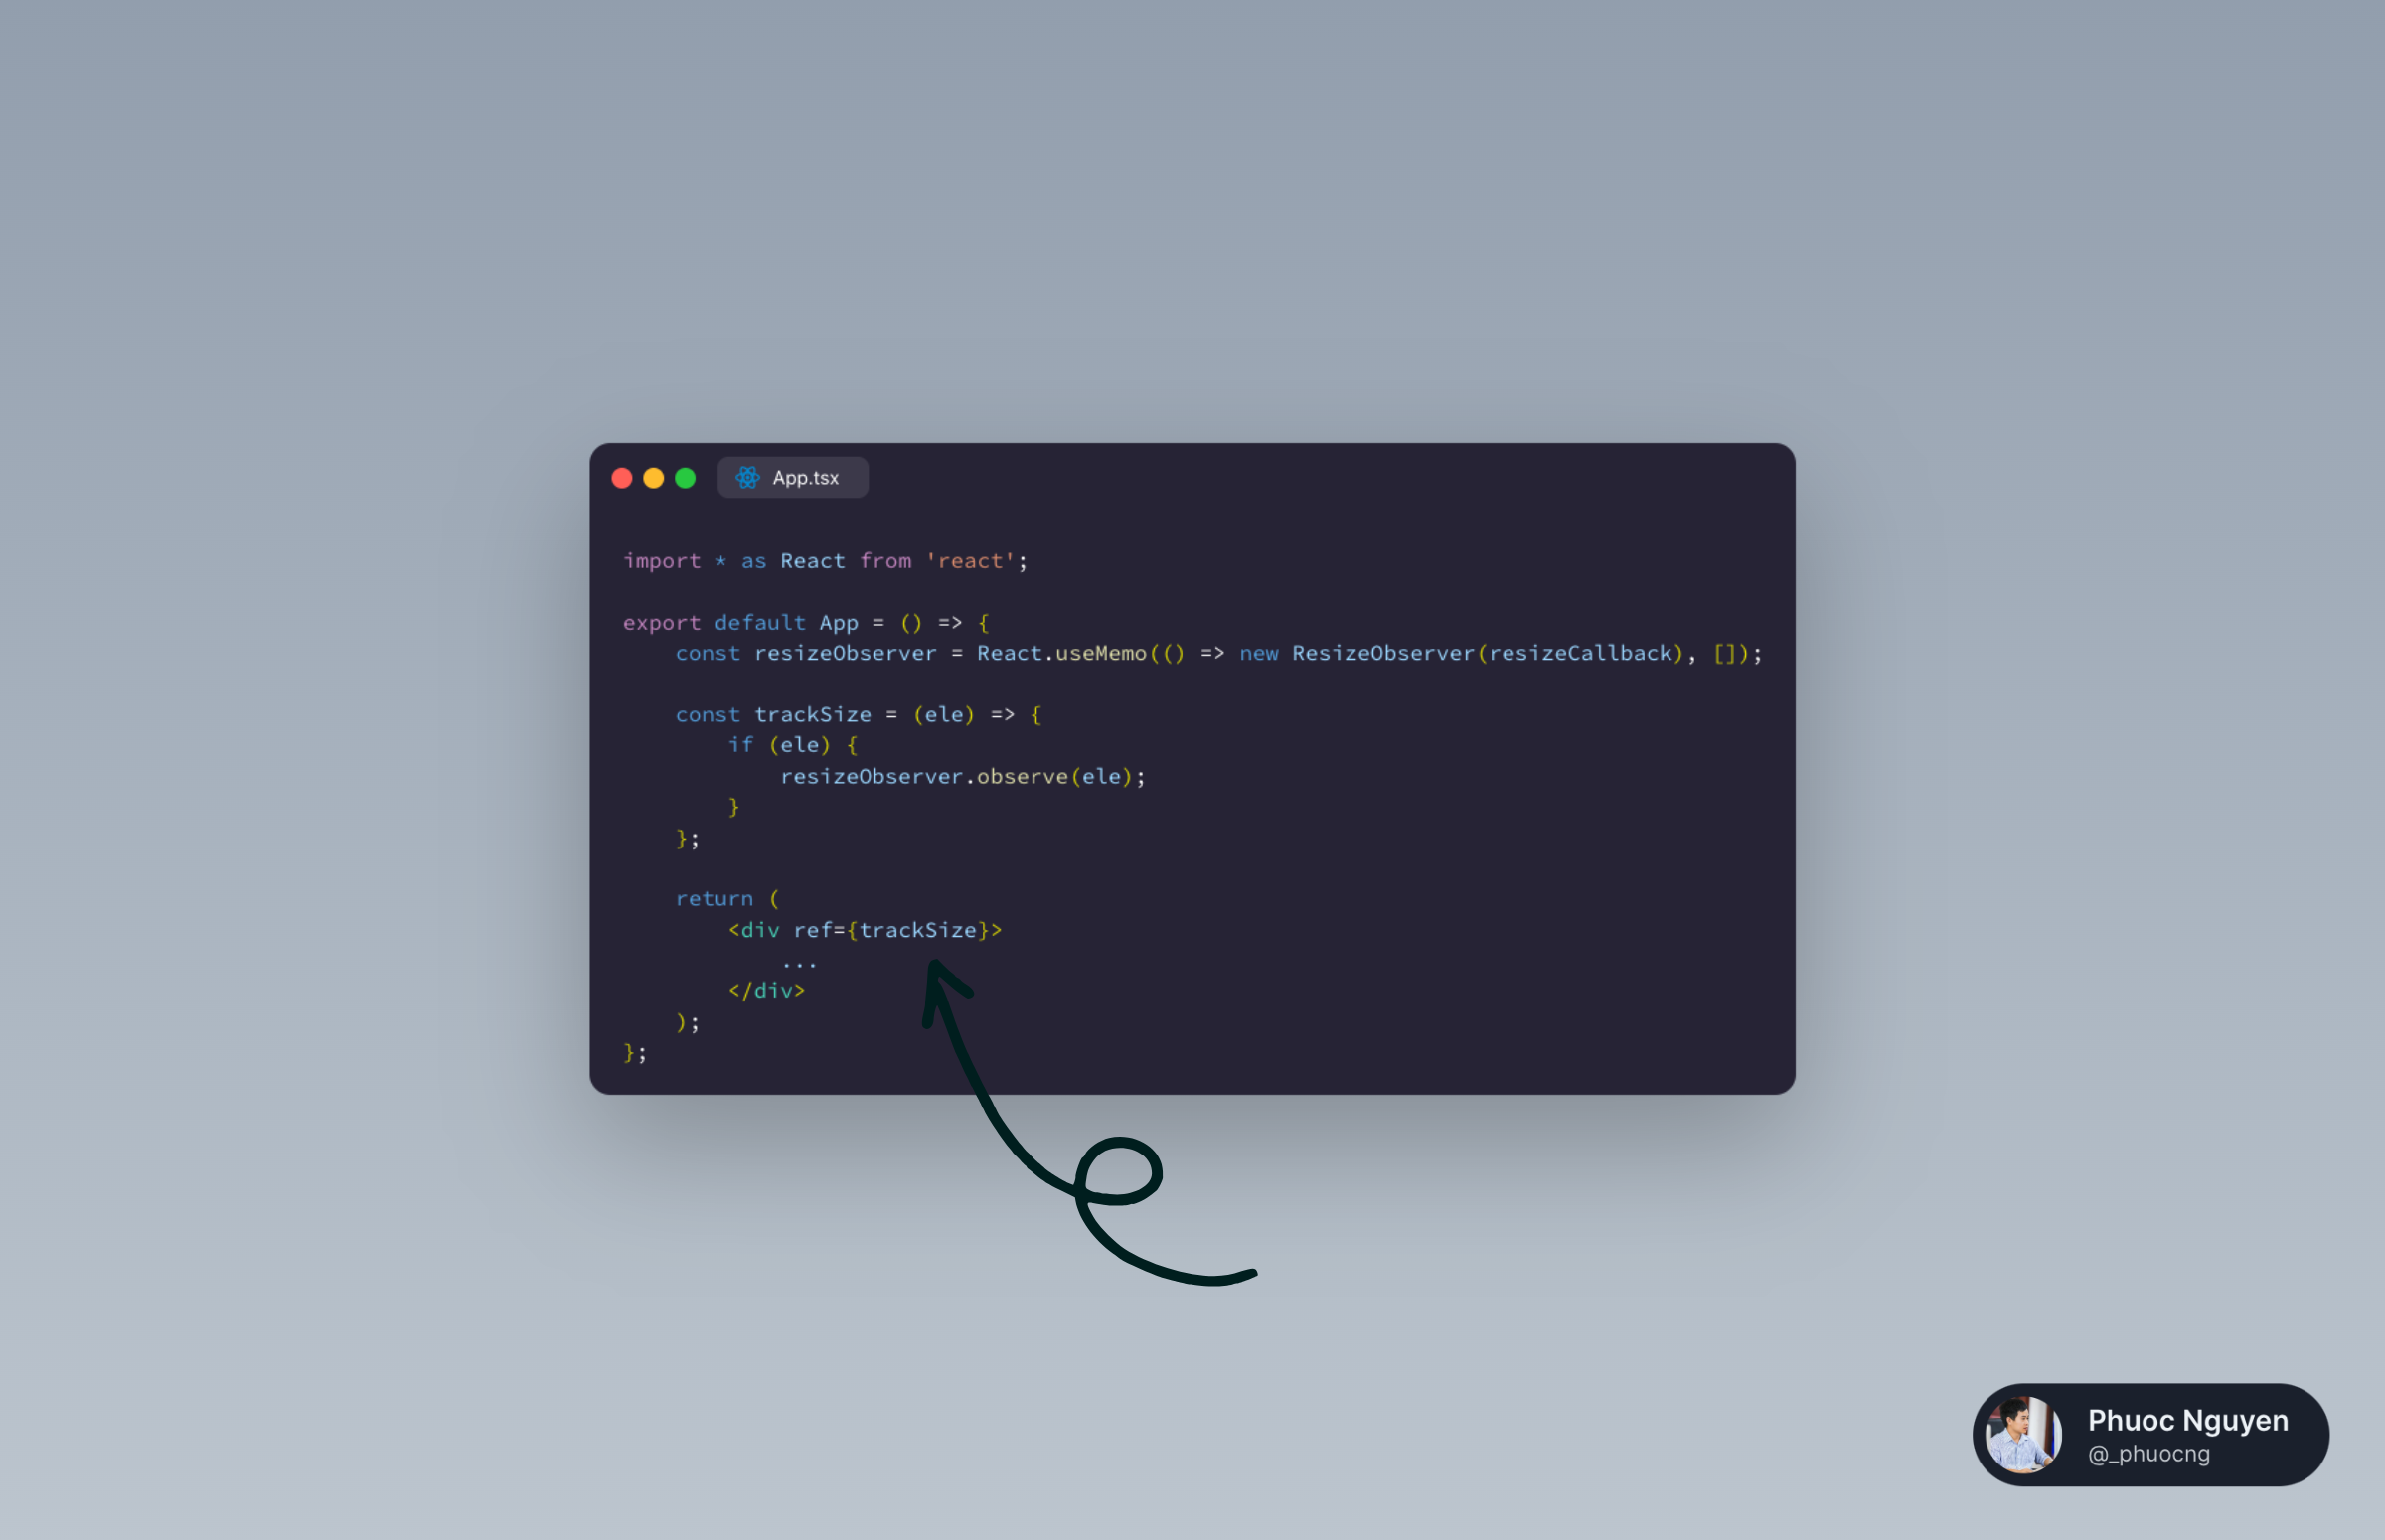 App.tsx
import * as React from 'react';
export default App = () => {
    const resizeObserver = React.useMemo(() => new ResizeObserver(resizeCallback), []);
    const trackSize = (ele) => {
        if (ele) {
            resizeObserver.observe(ele);
        }
    };
    return (
        <div ref={trackSize}>
            ...
        </div>
    );
};
Phuoc Nguyen
@_phuocng